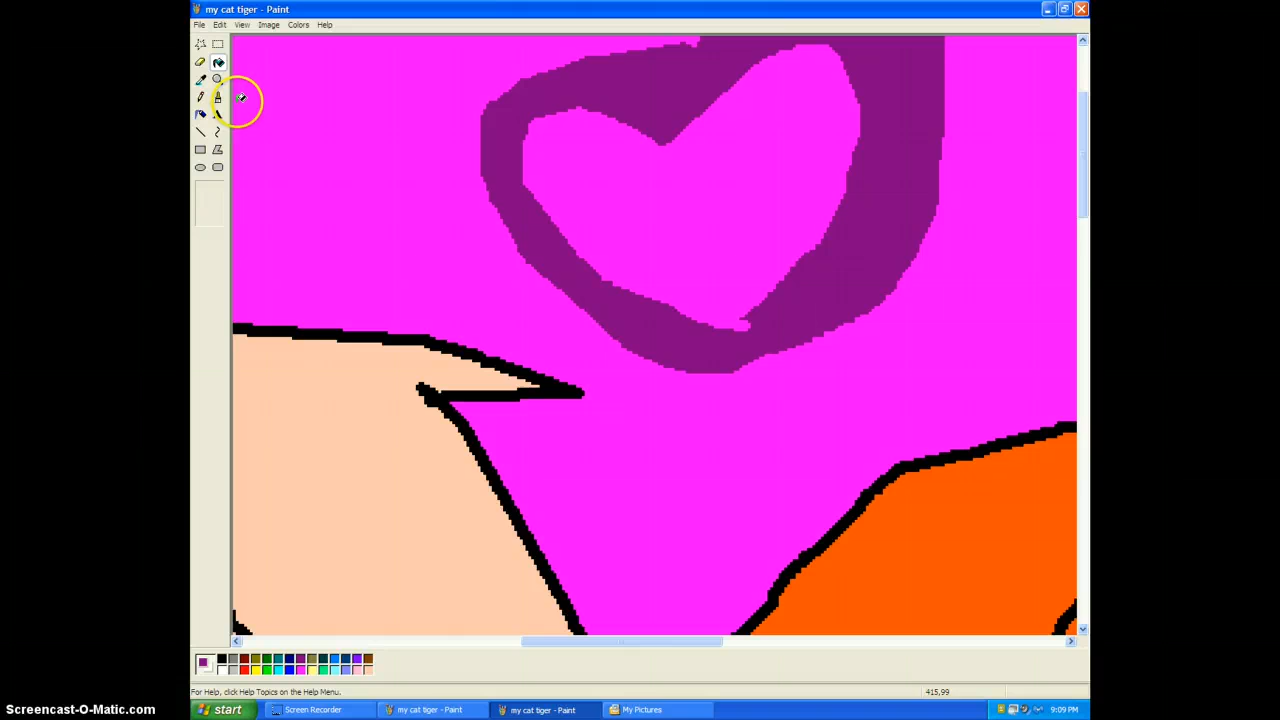 my cat tiger - Paint
File Edit View Image Colors Help
For Help, click Help Topics on the Help Menu. 415,99
Screencast-O-Matic.com start Screen Recorder my cat tiger - Paint my cat tiger - Paint My Pictures 9:09 PM